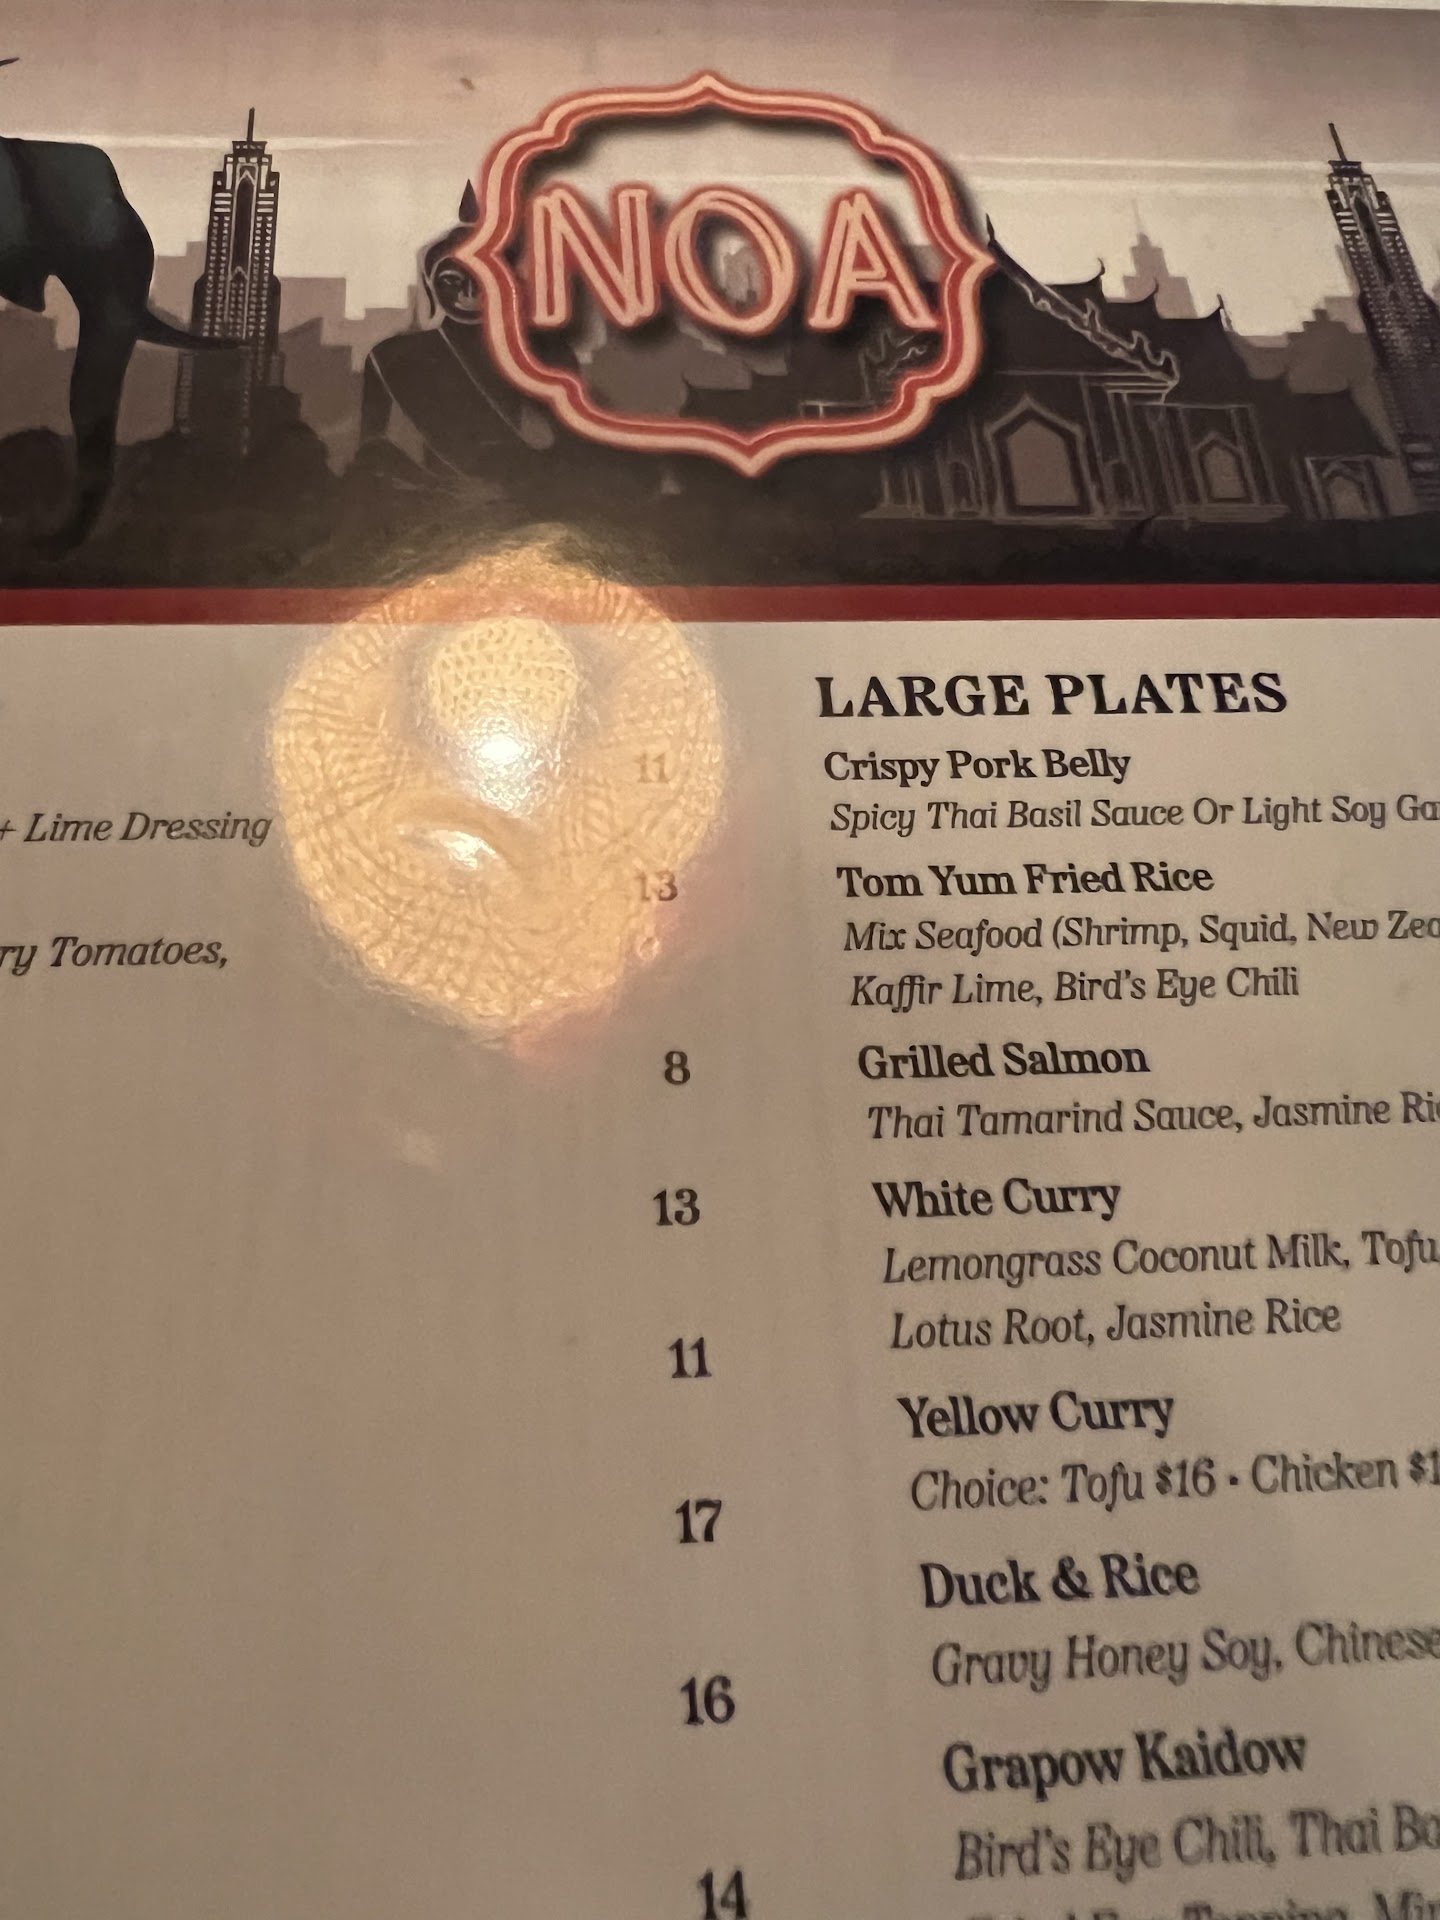 NOA
11
+ Lime Dressing
13
Tomatoes,
8
13
11
17
16
14
LARGE PLATES
Crispy Pork Belly
Spicy Thai Basil Sauce Or Light Soy
Tom Yum Fried Rice
Mix Seafood (Shrimp, Squid, New
Kaffir Lime, Bird's Eye Chili
Grilled Salmon
Thai Tamarind Sauce, Jasmine
White Curry
Lemongrass Coconut Milk, Tofu,
Lotus Root, Jasmine Rice
Yellow Curry
Choice: Tofu $16 • Chicken
Duck & Rice
Gravy Honey Soy, Chinese
Grapow Kaidow
Bird's Eye Chili, Thai